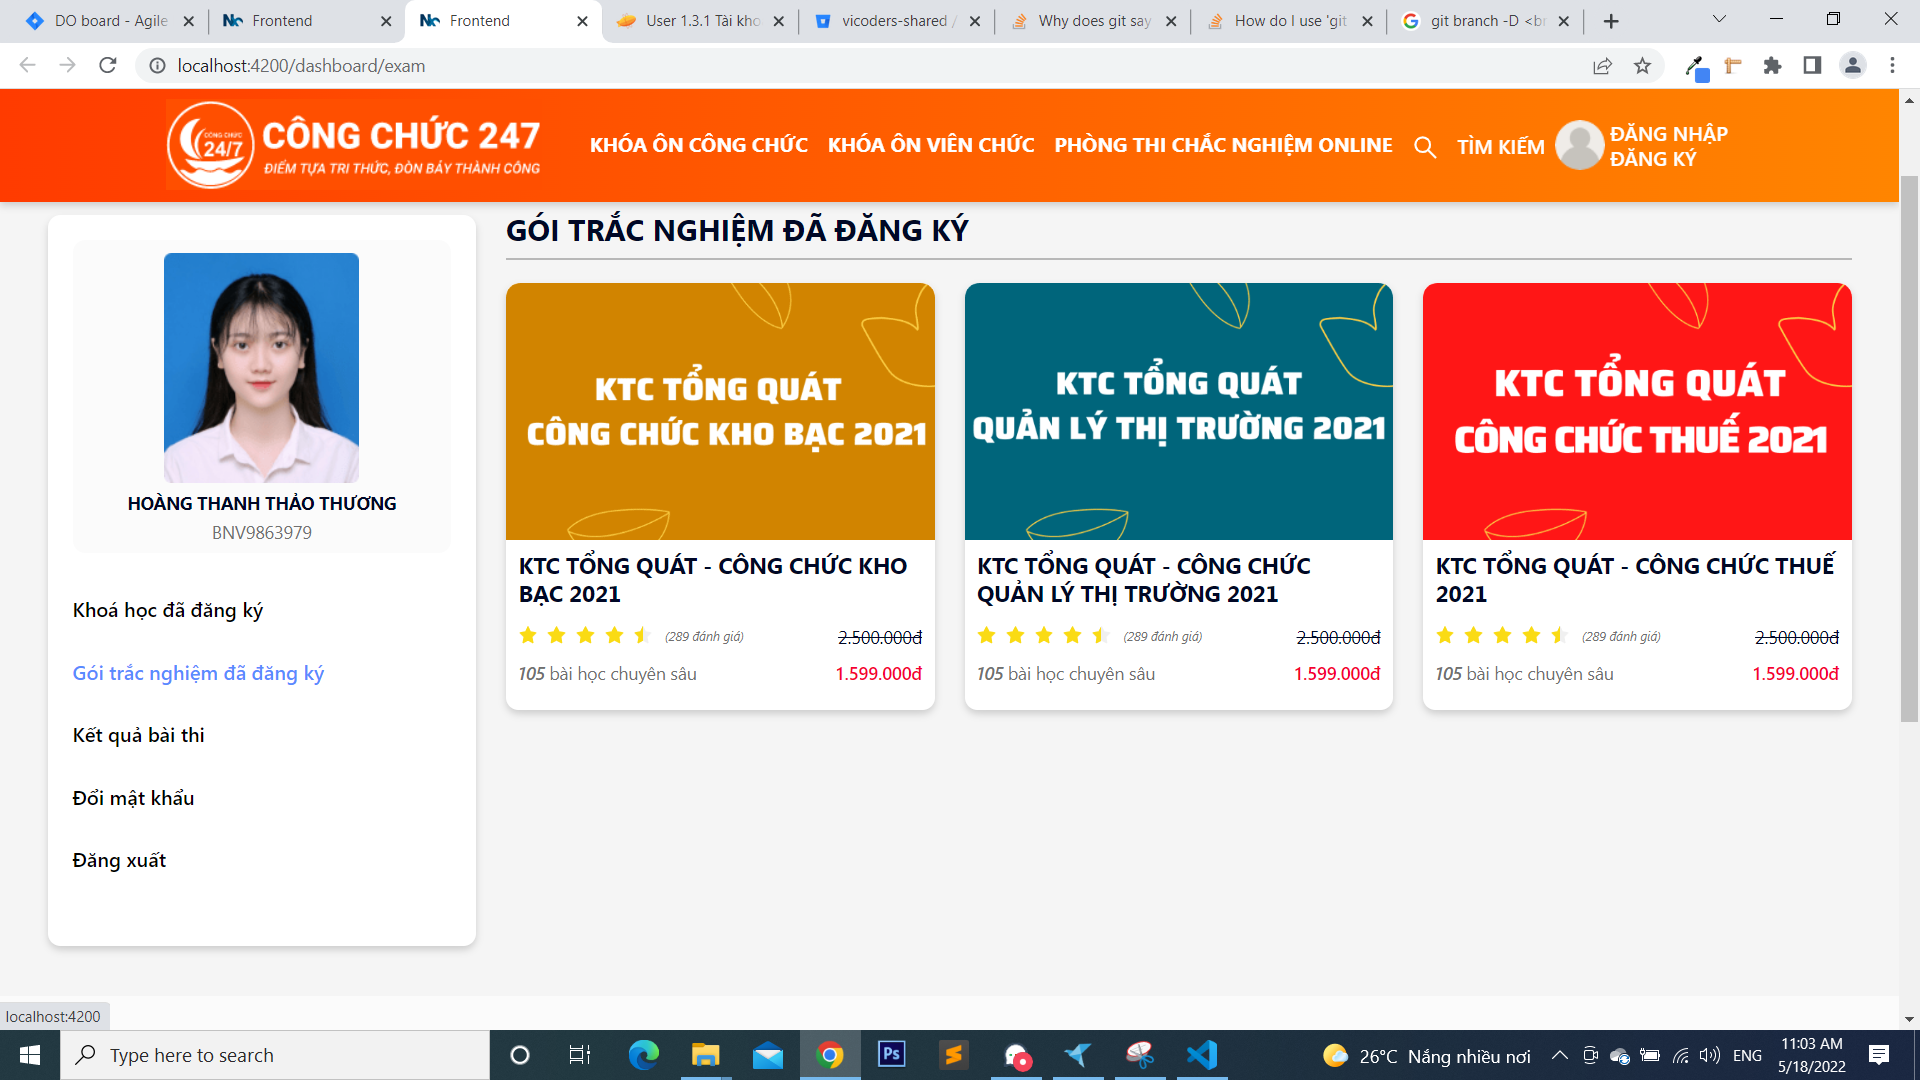 DO board - Agile
Frontend
Frontend
User 1.3.1 Tài kho
vicoders-shared /
Why does git say
How do I use 'git
git branch -D <br
localhost:4200/dashboard/exam
CÔNG CHỨC
24/7
CÔNG CHỨC 247
ĐIỂM TỰA TRI THỨC, ĐÒN BẢY THÀNH CÔNG
KHÓA ÔN CÔNG CHỨC
KHÓA ÔN VIÊN CHỨC
PHÒNG THI CHẮC NGHIỆM ONLINE
TÌM KIẾM
ĐĂNG NHẬP
ĐĂNG KÝ
HOÀNG THANH THẢO THƯƠNG
BNV9863979
Khoá học đã đăng ký
Gói trắc nghiệm đã đăng ký
Kết quả bài thi
Đổi mật khẩu
Đăng xuất
GÓI TRẮC NGHIỆM ĐÃ ĐĂNG KÝ
KTC TỔNG QUÁT
CÔNG CHỨC KHO BẠC 2021
KTC TỔNG QUÁT - CÔNG CHỨC KHO
BẠC 2021
(289 đánh giá)
2.500.000đ
105 bài học chuyên sâu
1.599.000đ
KTC TỔNG QUÁT
QUẢN LÝ THỊ TRƯỜNG 2021
KTC TỔNG QUÁT - CÔNG CHỨC
QUẢN LÝ THỊ TRƯỜNG 2021
(289 đánh giá)
2.500.000đ
105 bài học chuyên sâu
1.599.000đ
KTC TỔNG QUÁT
CÔNG CHỨC THUẾ 2021
KTC TỔNG QUÁT - CÔNG CHỨC THUẾ
2021
(289 đánh giá)
2.500.000đ
105 bài học chuyên sâu
1.599.000đ
localhost:4200
Type here to search
Ps
26°C Nắng nhiều nơi
ENG
11:03 AM
5/18/2022